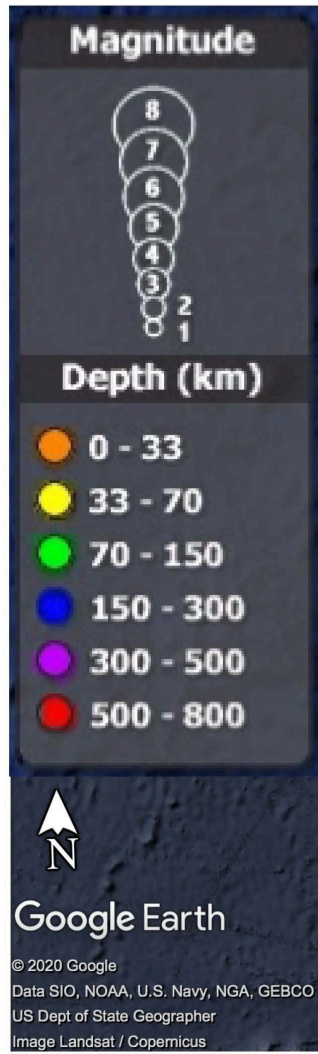 Magnitude
8
7
6
5
4
3
2
1
Depth (km)
0 - 33
33 - 70
70 - 150
150 - 300
300 - 500
500 - 800
N
Google Earth
© 2020 Google
Data SIO, NOAA, U.S. Navy, NGA, GEBCO
US Dept of State Geographer
Image Landsat / Copernicus